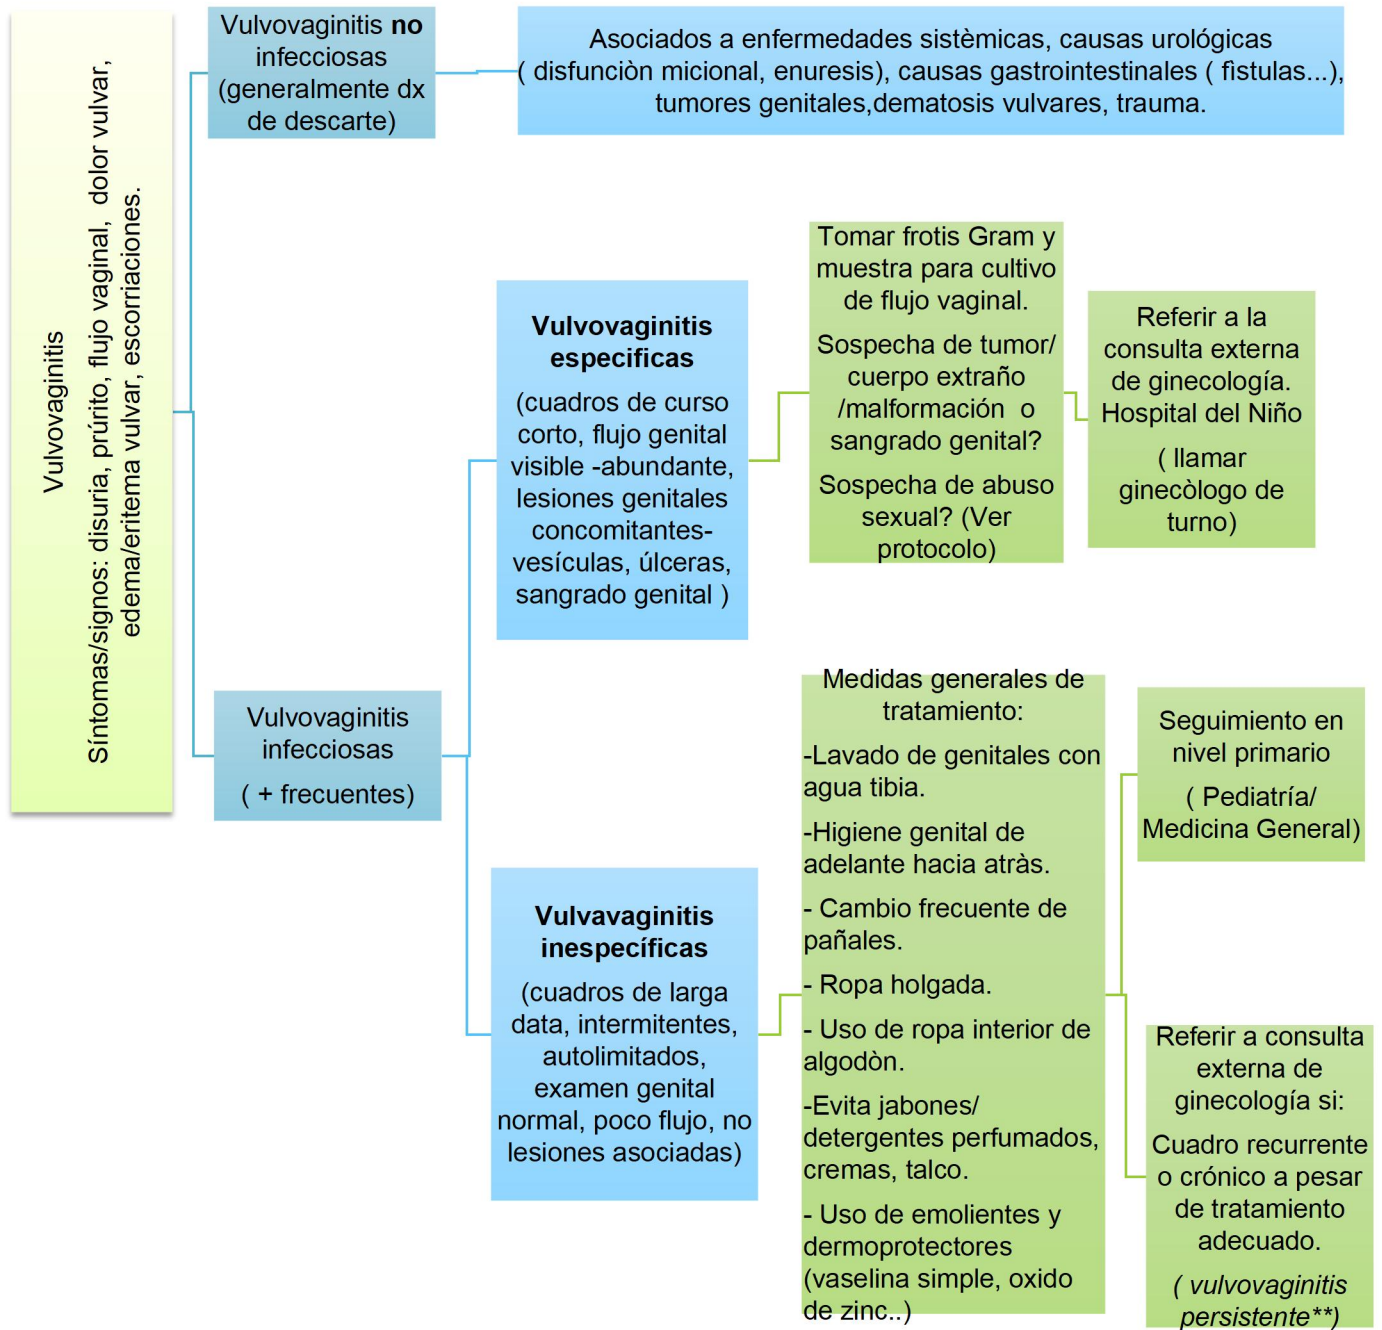 Vulvovaginitis
Síntomas/signos: disuria, prúrito, flujo vaginal,  dolor vulvar,
edema/eritema vulvar, escorriaciones.
Vulvovaginitis no
infecciosas
(generalmente dx
de descarte)
Asociados a enfermedades sistèmicas, causas urológicas
( disfunciòn micional, enuresis), causas gastrointestinales ( fistulas...),
tumores genitales,dematosis vulvares, trauma.
Vulvovaginitis
infecciosas
( + frecuentes)
Vulvovaginitis
especificas
(cuadros de curso
corto, flujo genital
visible -abundante,
lesiones genitales
concomitantes-
vesículas, úlceras,
sangrado genital )
Tomar frotis Gram y
muestra para cultivo
de flujo vaginal.
Sospecha de tumor/
cuerpo extraño
/malformación  o
sangrado genital?
Sospecha de abuso
sexual? (Ver
protocolo)
Referir a la
consulta externa
de ginecología.
Hospital del Niño
( llamar
ginecòlogo de
turno)
Vulvavaginitis
inespecíficas
(cuadros de larga
data, intermitentes,
autolimitados,
examen genital
normal, poco flujo, no
lesiones asociadas)
Medidas generales de
tratamiento:
-Lavado de genitales con
agua tibia.
-Higiene genital de
adelante hacia atràs.
- Cambio frecuente de
pañales.
- Ropa holgada.
- Uso de ropa interior de
algodòn.
-Evita jabones/
detergentes perfumados,
cremas, talco.
- Uso de emolientes y
dermoprotectores
(vaselina simple, oxido
de zinc..)
Seguimiento en
nivel primario
( Pediatría/
Medicina General)
Referir a consulta
externa de
ginecología si:
Cuadro recurrente
o crónico a pesar
de tratamiento
adecuado.
( vulvovaginitis
persistente**)